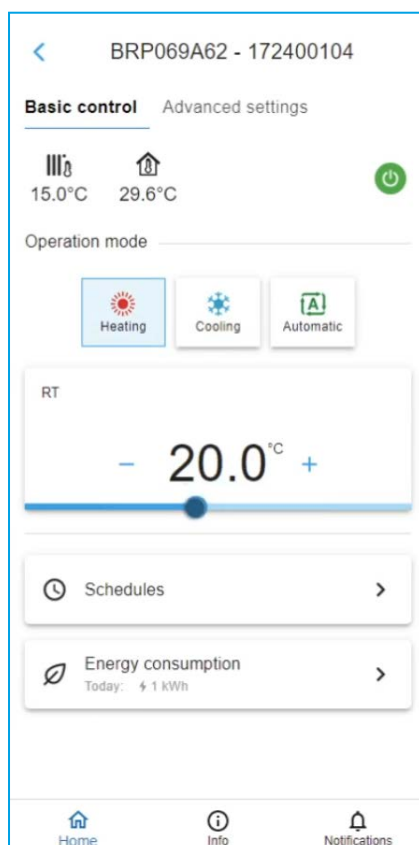 BRP069A62 - 172400104
Basic control Advanced settings
15.0°C 29.6°C
Operation mode
Heating Cooling Automatic
A
RT
− 20.0°C +
Schedules
Energy consumption
Today: 1 kWh
Home Info Notifications